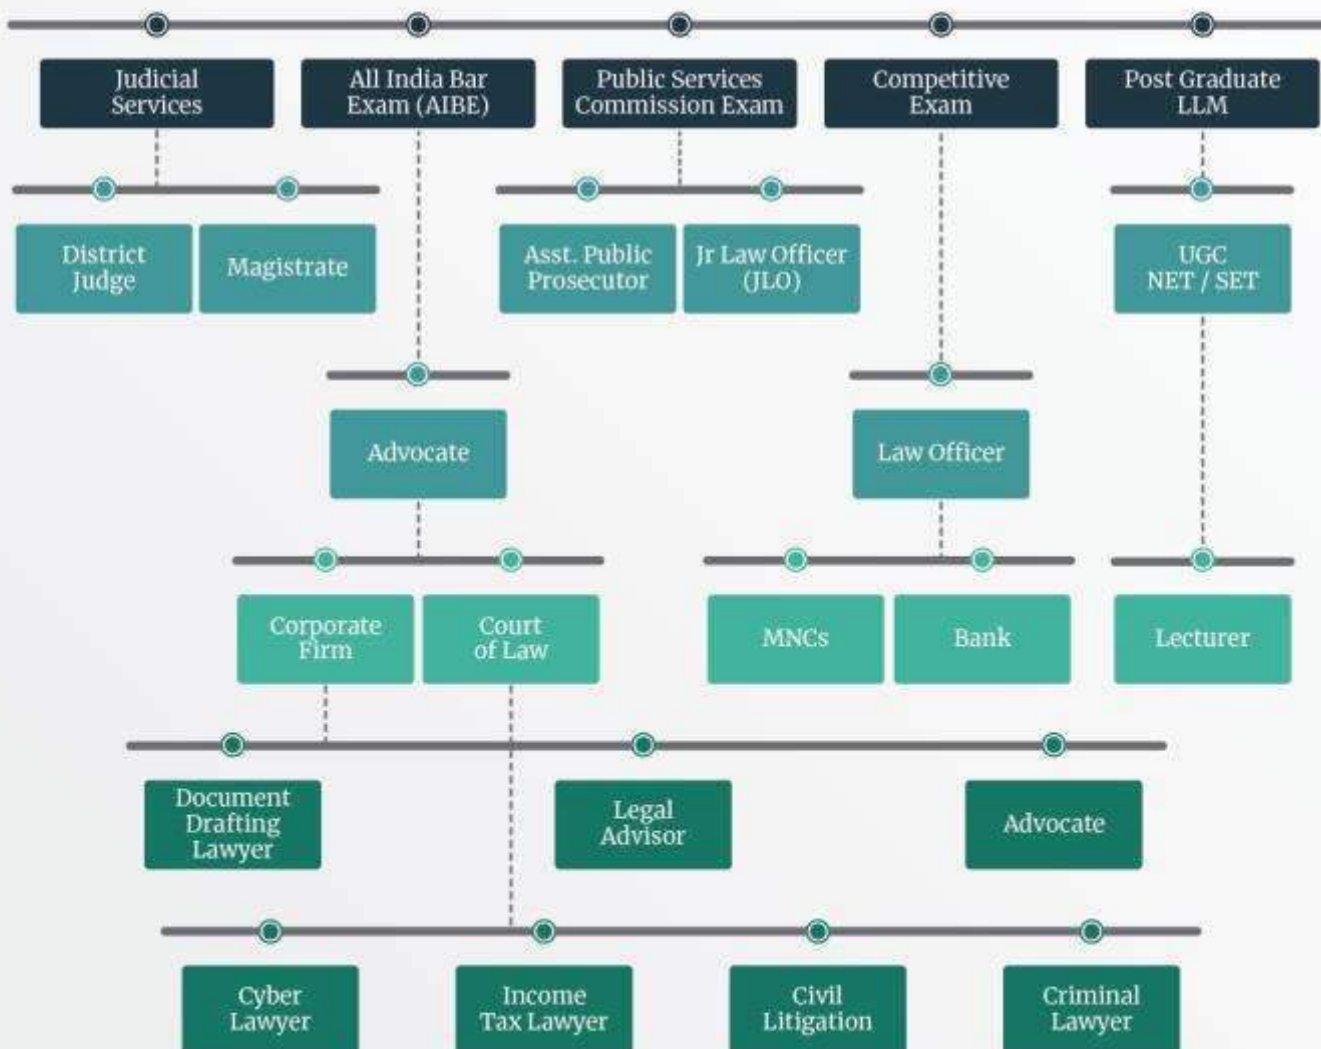 Judicial
Services
All India Bar
Exam (AIBE)
Public Services
Commission Exam
Competitive
Exam
Post Graduate
LLM
District
Judge
Magistrate
Asst. Public
Prosecutor
Jr Law Officer
(JLO)
UGC
NET / SET
Advocate
Law Officer
Corporate
Firm
Court
of Law
MNCs
Bank
Lecturer
Document
Drafting
Lawyer
Legal
Advisor
Advocate
Cyber
Lawyer
Income
Tax Lawyer
Civil
Litigation
Criminal
Lawyer